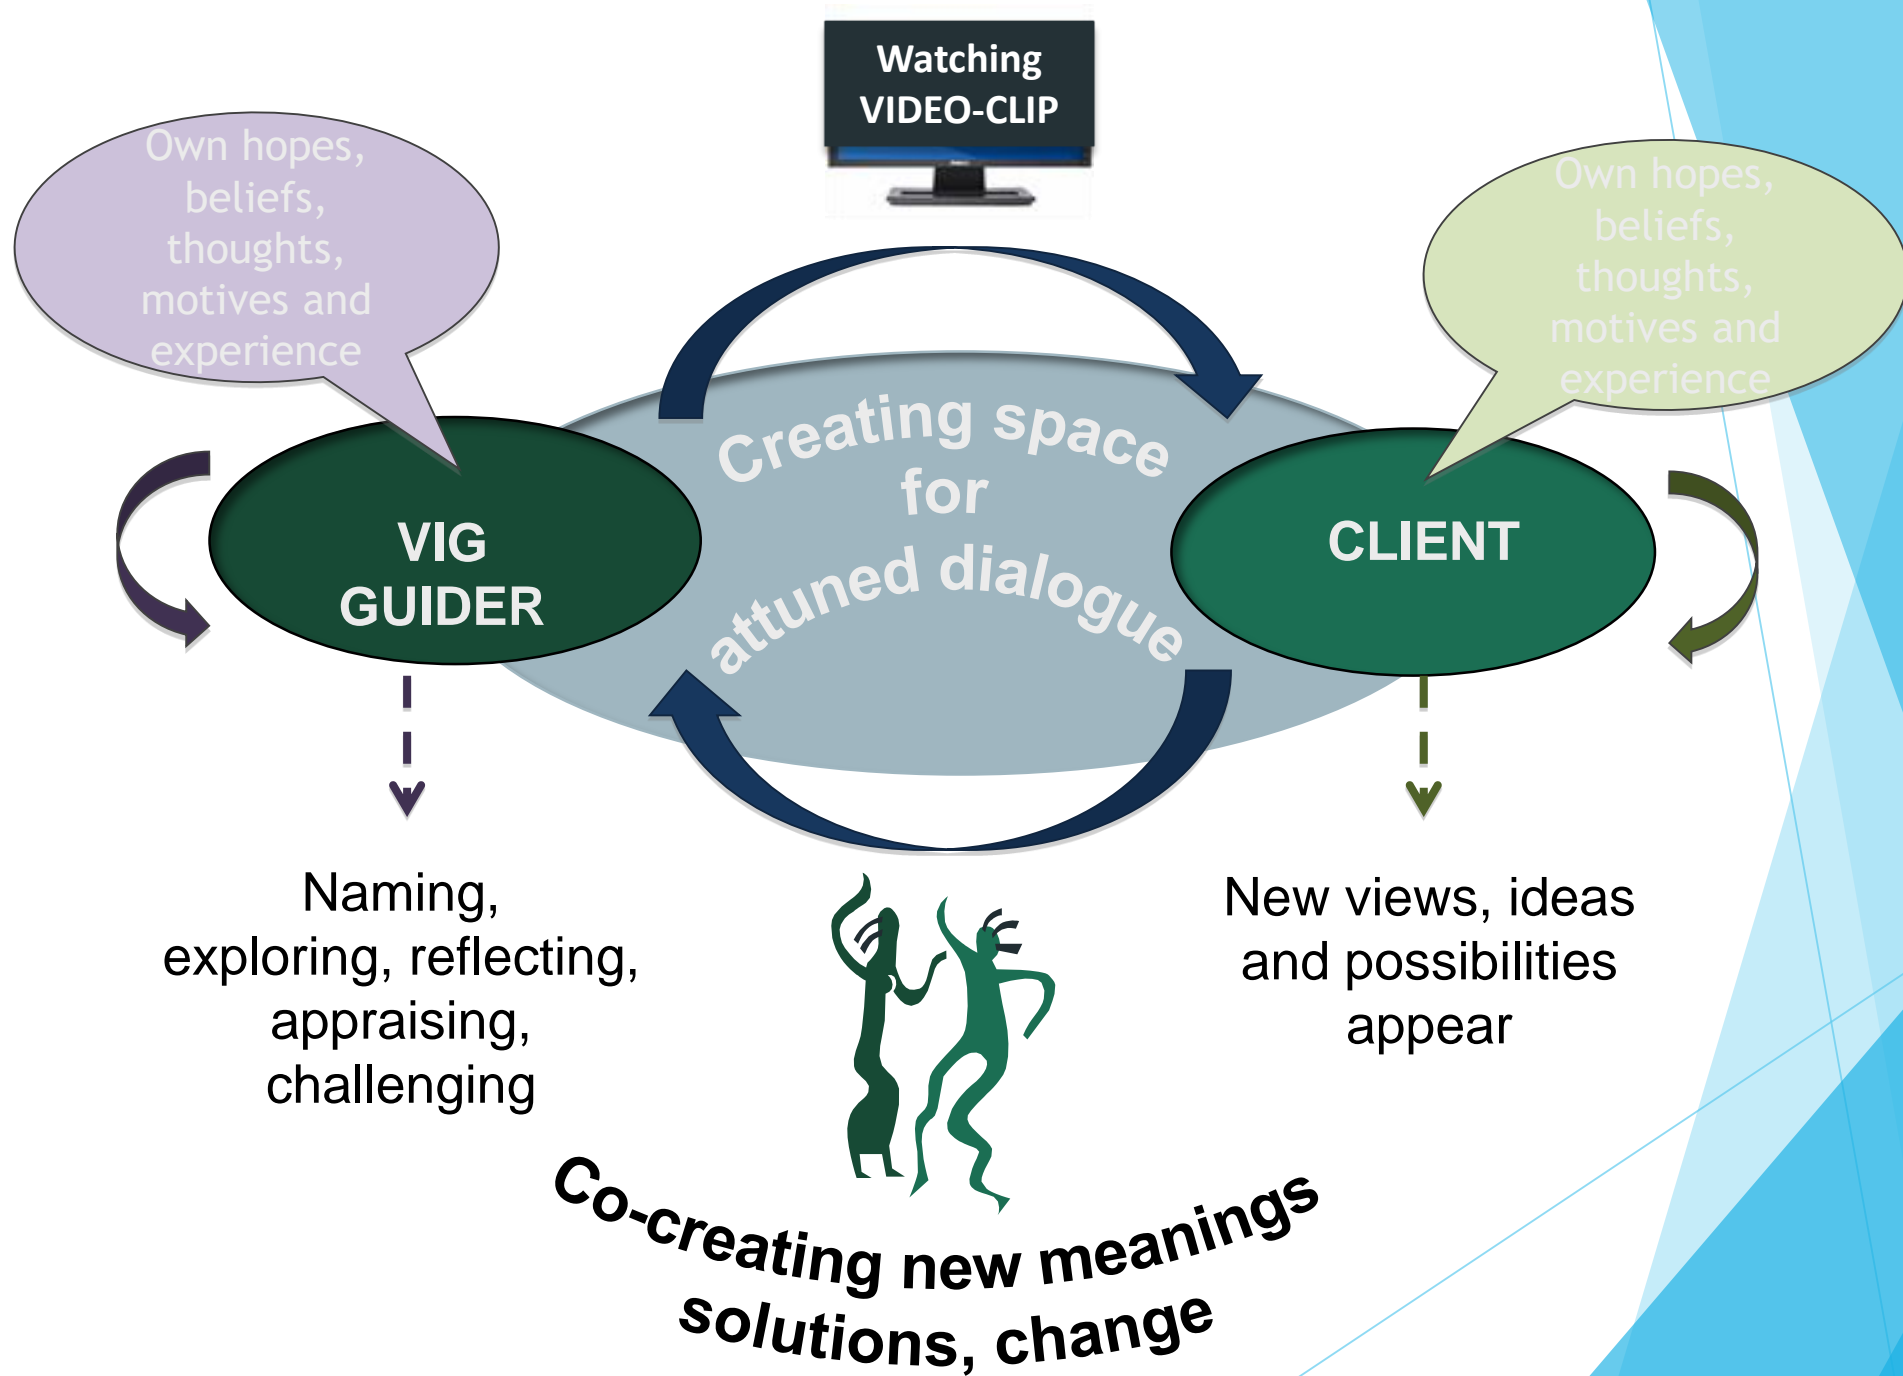 Watching
VIDEO-CLIP
Own hopes,
beliefs,
thoughts,
motives and
experience
Own hopes,
beliefs,
thoughts,
motives and
experience
Creating space
for
attuned dialogue
VIG
GUIDER
CLIENT
Naming,
exploring, reflecting,
appraising,
challenging
New views, ideas
and possibilities
appear
Co-creating new meanings
solutions, change